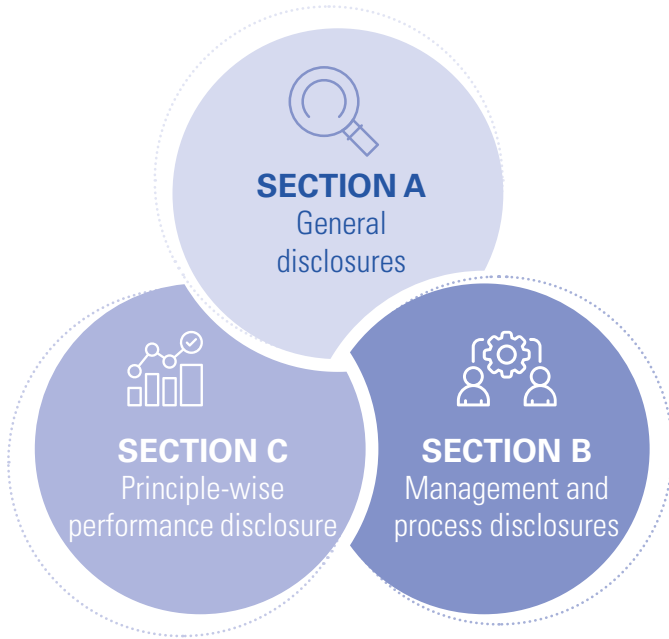 SECTION A
General
disclosures
SECTION C
Principle-wise
performance disclosure
SECTION B
Management and
process disclosures